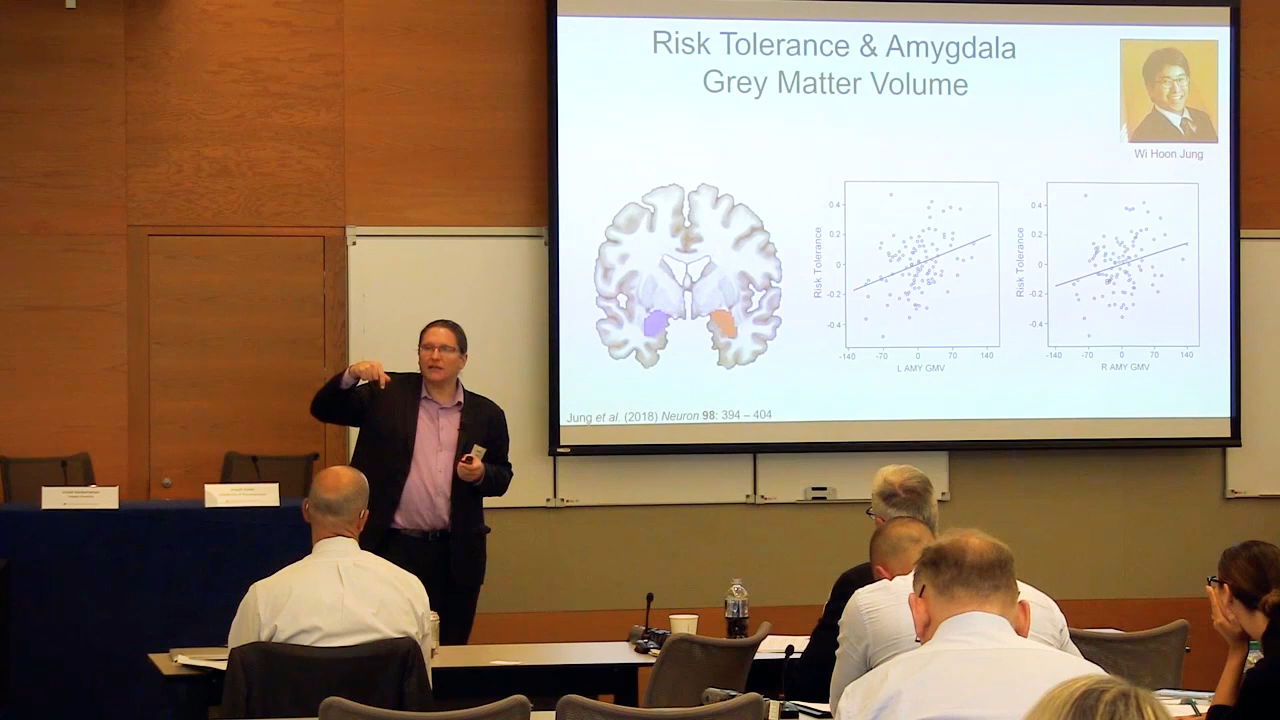 Risk Tolerance & Amygdala
Grey Matter Volume
Wi Hoon Jung
Risk Tolerance
0.4
0.2
0
-0.2
-0.4
-140 -70 0 70 140
L AMY GMV
Risk Tolerance
0.4
0.2
0
-0.2
-0.4
-140 -70 0 70 140
R AMY GMV
Jung et al. (2018) Neuron 98: 394 – 404